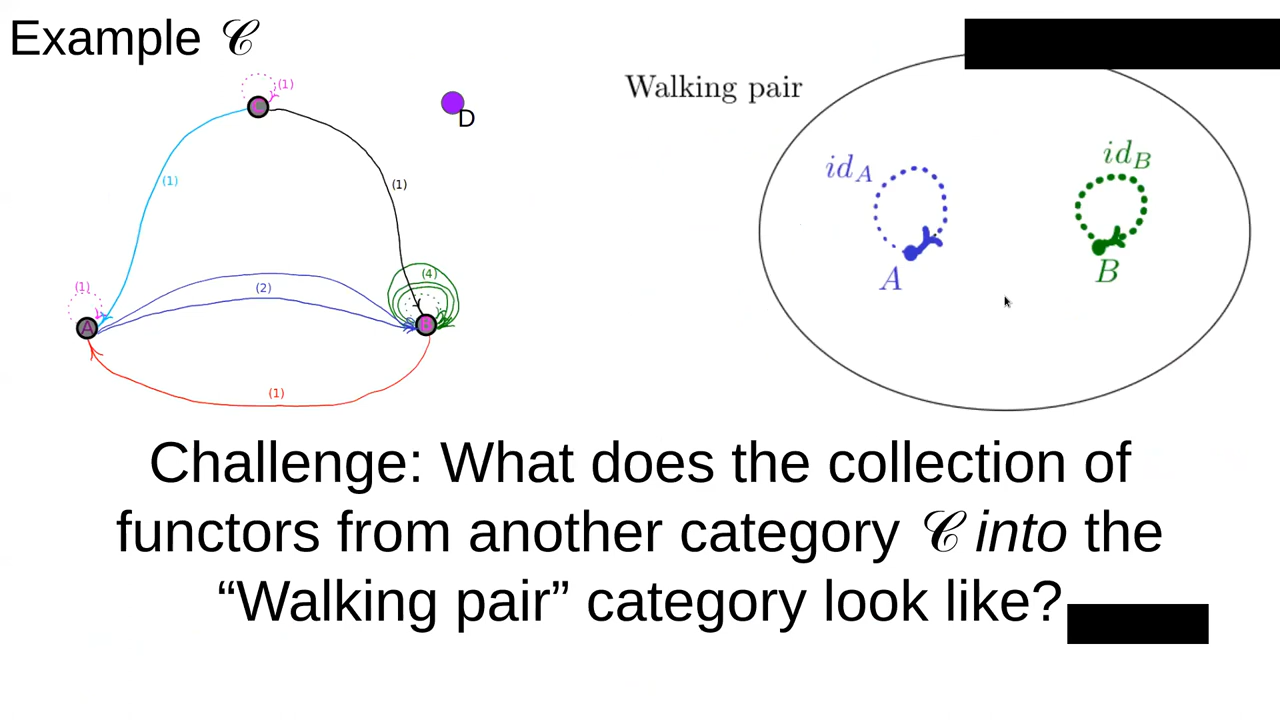 Example 𝒞
Walking pair
(1)
C
D
(1)
(1)
id_A
id_B
(4)
(1)
(2)
A
B
A
B
(1)
Challenge: What does the collection of
functors from another category 𝒞 into the
“Walking pair” category look like?